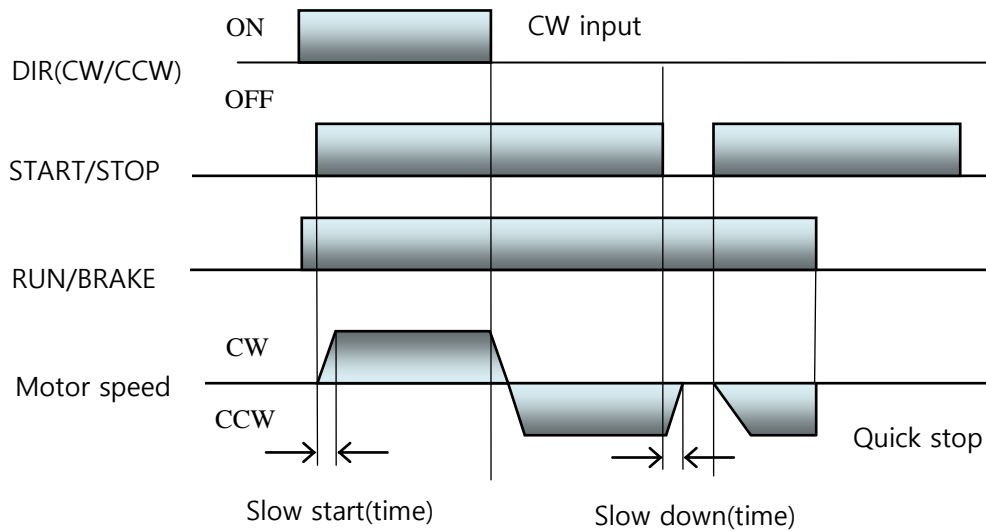 ON
CW input
DIR(CW/CCW)
OFF
START/STOP
RUN/BRAKE
CW
Motor speed
CCW
Quick stop
Slow start(time)
Slow down(time)